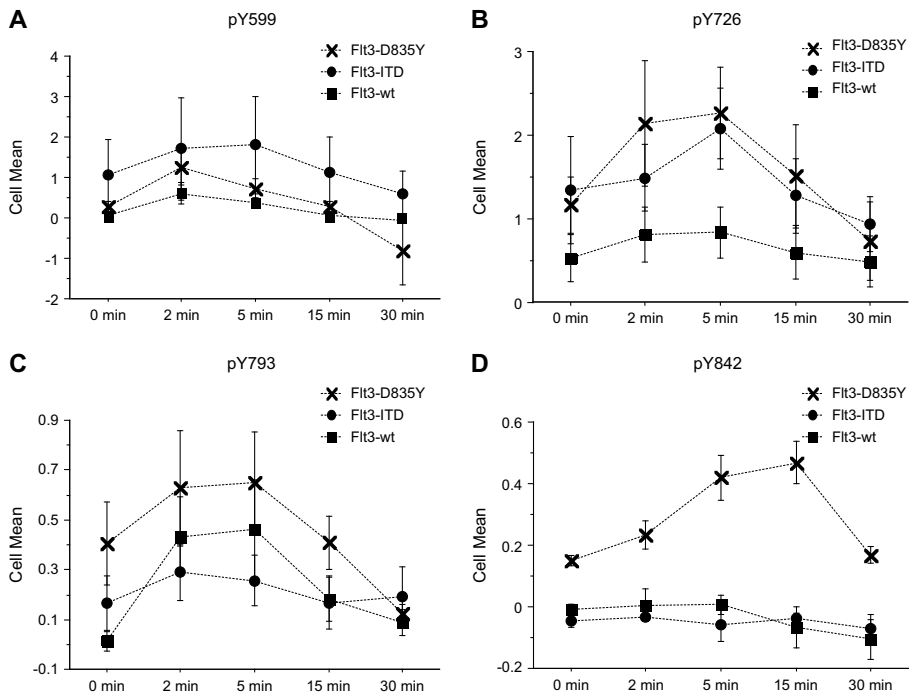 A
pY599
Flt3-D835Y
Flt3-ITD
Flt3-wt
4
3
2
1
0
-1
-2
Cell Mean
0 min 2 min 5 min 15 min 30 min
B
pY726
Flt3-D835Y
Flt3-ITD
Flt3-wt
3
2
1
0
Cell Mean
0 min 2 min 5 min 15 min 30 min
C
pY793
Flt3-D835Y
Flt3-ITD
Flt3-wt
0.9
0.7
0.5
0.3
0.1
-0.1
Cell Mean
0 min 2 min 5 min 15 min 30 min
D
pY842
Flt3-D835Y
Flt3-ITD
Flt3-wt
0.6
0.4
0.2
0
-0.2
Cell Mean
0 min 2 min 5 min 15 min 30 min